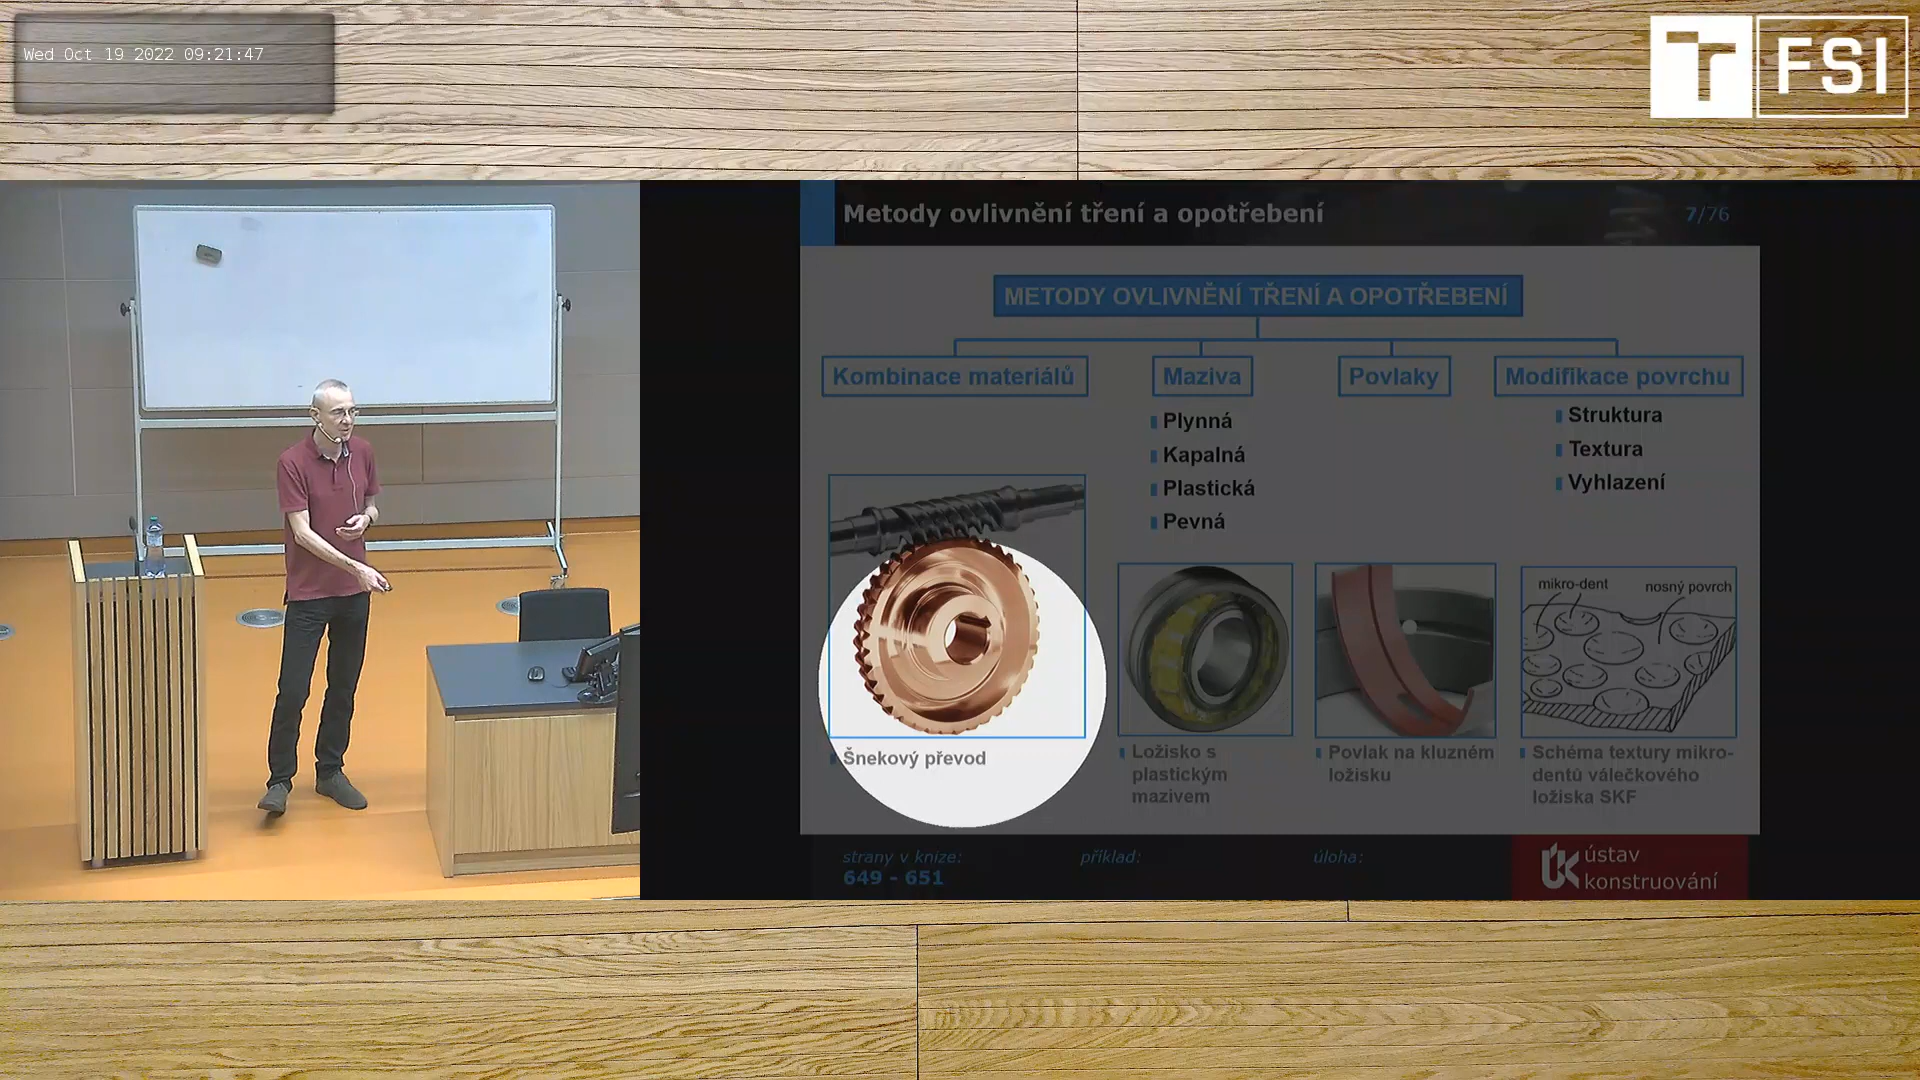 Wed Oct 19 2022 09:21:47
T FSI
Metody ovlivnění tření a opotřebení
7/76
METODY OVLIVNĚNÍ TŘENÍ A OPOTŘEBENÍ
Kombinace materiálů
Maziva
Povlaky
Modifikace povrchu
Plynná
Kapalná
Plastická
Pevná
Struktura
Textura
Vyhlazení
mikro-dent
nosný povrch
Šnekový převod
Ložisko s
plastickým
mazivem
Povlak na kluzném
ložisku
Schéma textury mikro-
dentů válečkového
ložiska SKF
strany v knize:
649 - 651
příklad:
úloha:
ÚK
ústav
konstruování